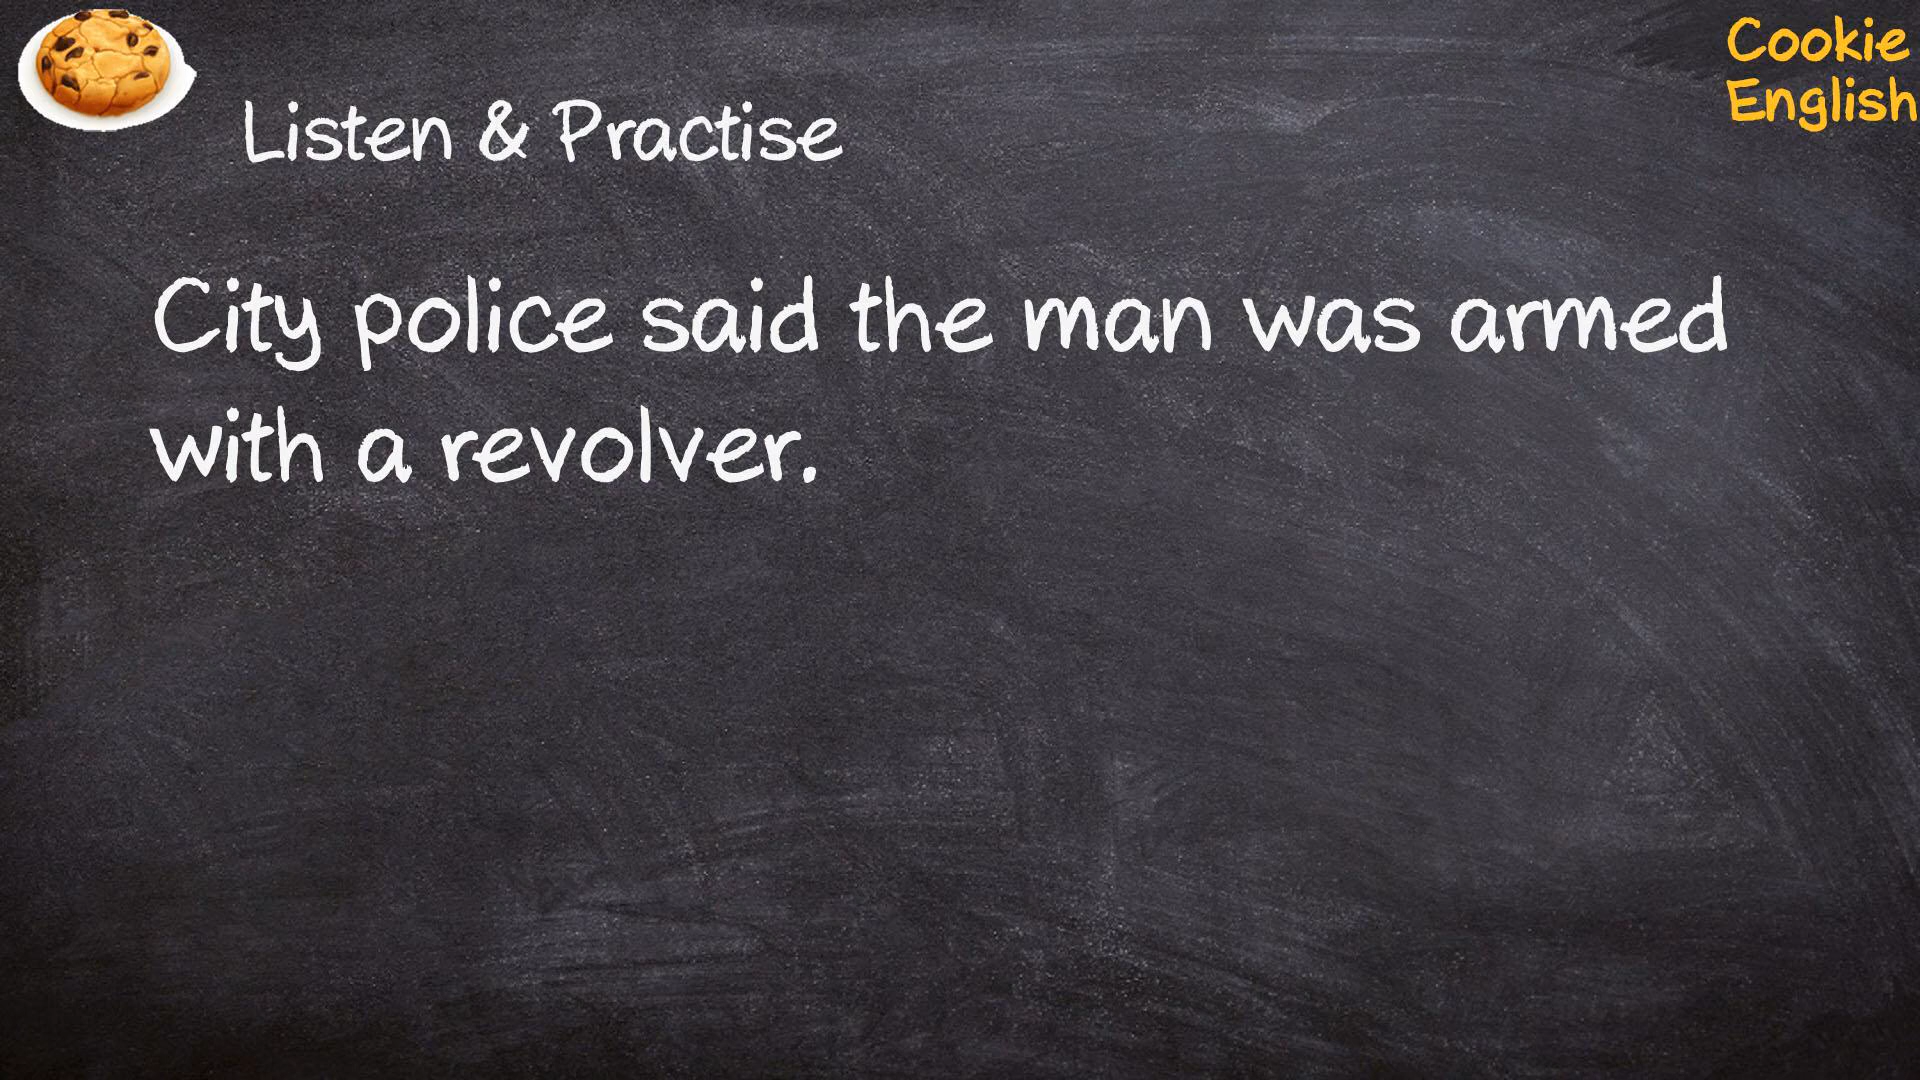 Cookie
English
Listen & Practise
City police said the man was armed
with a revolver.